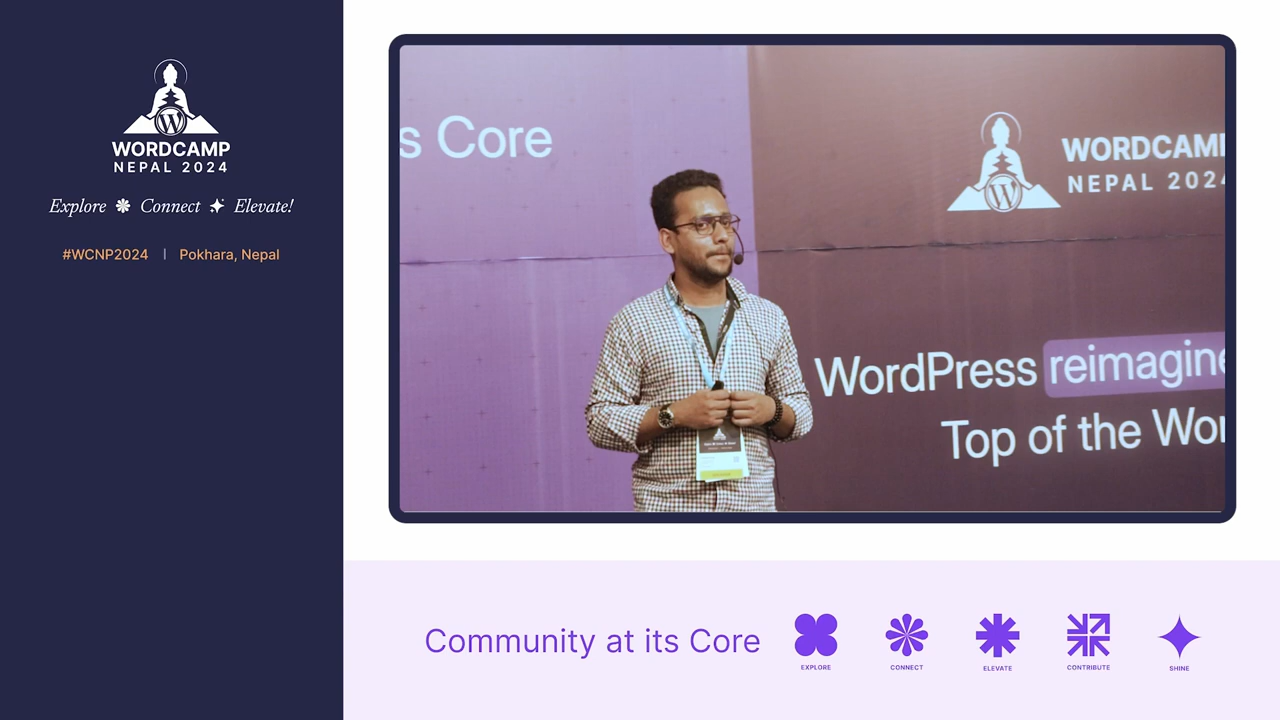 WORDCAMP
NEPAL 2024
Explore Connect Elevate!
#WCNP2024 | Pokhara, Nepal
s Core
WORDCAM
NEPAL 2024
WordPress reimagine
Top of the Wor
Community at its Core
EXPLORE
CONNECT
ELEVATE
CONTRIBUTE
SHINE